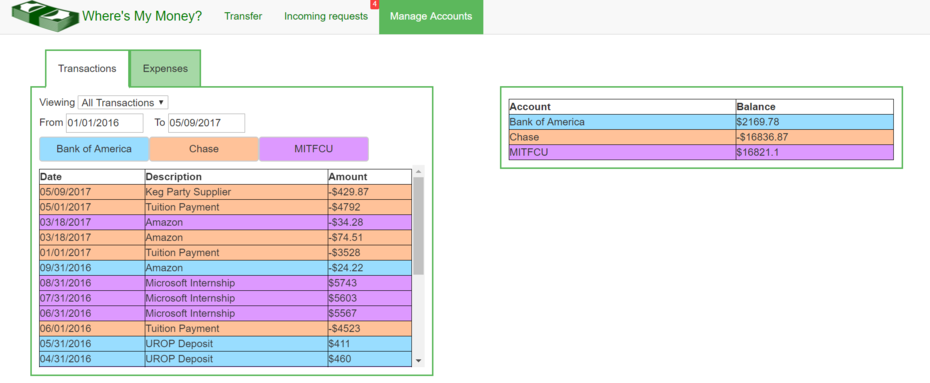 Where's My Money? Transfer Incoming requests 4 Manage Accounts
Transactions Expenses
Viewing All Transactions
From 01/01/2016 To 05/09/2017
Bank of America Chase MITFCU
Date Description Amount
05/09/2017 Keg Party Supplier -$429.87
05/01/2017 Tuition Payment -$4792
03/18/2017 Amazon -$34.28
03/18/2017 Amazon -$74.51
01/01/2017 Tuition Payment -$3528
09/31/2016 Amazon -$24.22
08/31/2016 Microsoft Internship $5743
07/31/2016 Microsoft Internship $5603
06/31/2016 Microsoft Internship $5567
06/01/2016 Tuition Payment -$4523
05/31/2016 UROP Deposit $411
04/31/2016 UROP Deposit $460
Account Balance
Bank of America $2169.78
Chase -$16836.87
MITFCU $16821.1